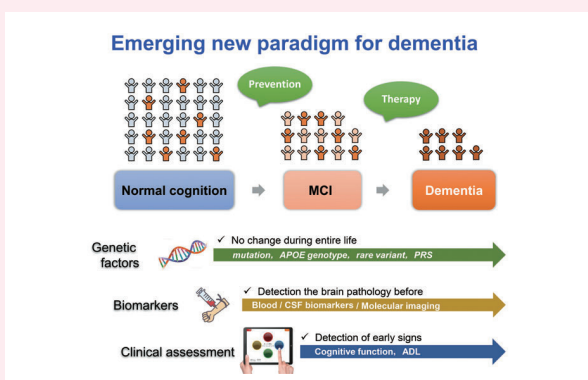 Emerging new paradigm for dementia
Prevention
Therapy
Normal cognition
MCI
Dementia
Genetic
factors
✓ No change during entire life
mutation, APOE genotype, rare variant, PRS
Biomarkers
✓ Detection the brain pathology before
Blood / CSF biomarkers / Molecular imaging
Clinical assessment
✓ Detection of early signs
Cognitive function, ADL